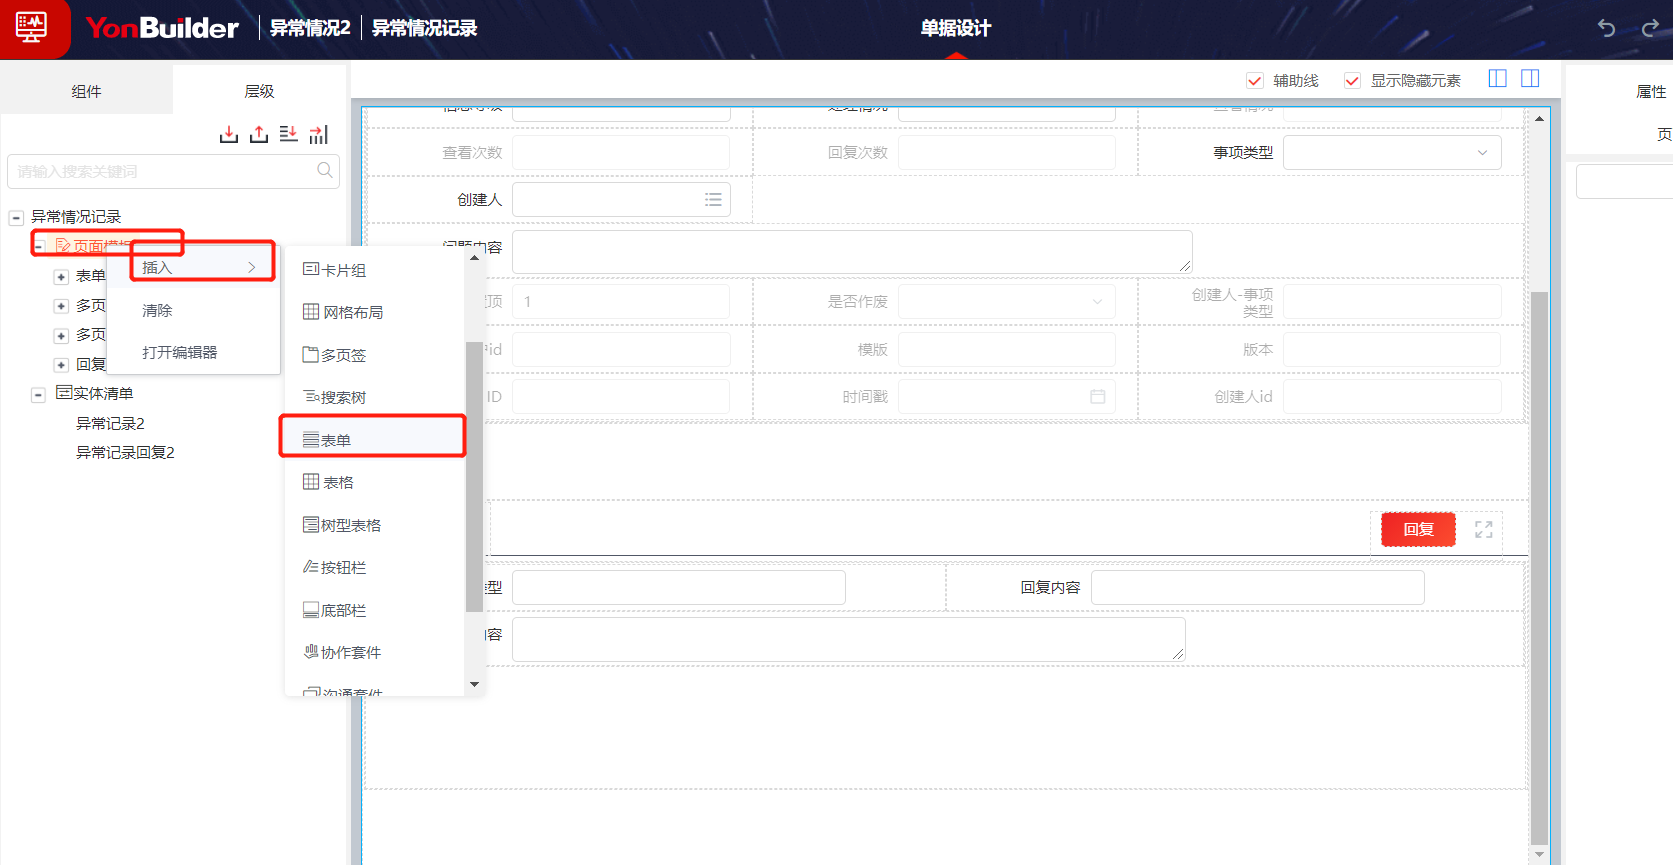 YonBuilder 异常情况2 异常情况记录 单据设计
组件 层级
辅助线 显示隐藏元素 属性
页
请输入搜索关键词
查看次数 回复次数 事项类型
创建人
问题内容
异常情况记录
页面模板
表单
多页
多页
回复
实体清单
异常记录2
异常记录回复2
插入
清除
打开编辑器
卡片组
网格布局
多页签
搜索树
表单
表格
树型表格
按钮栏
底部栏
协作套件
沟通套件
顶 1 是否作废 创建人-事项类型
id 模版 版本
ID 时间戳 创建人id
回复
类型 回复内容
内容